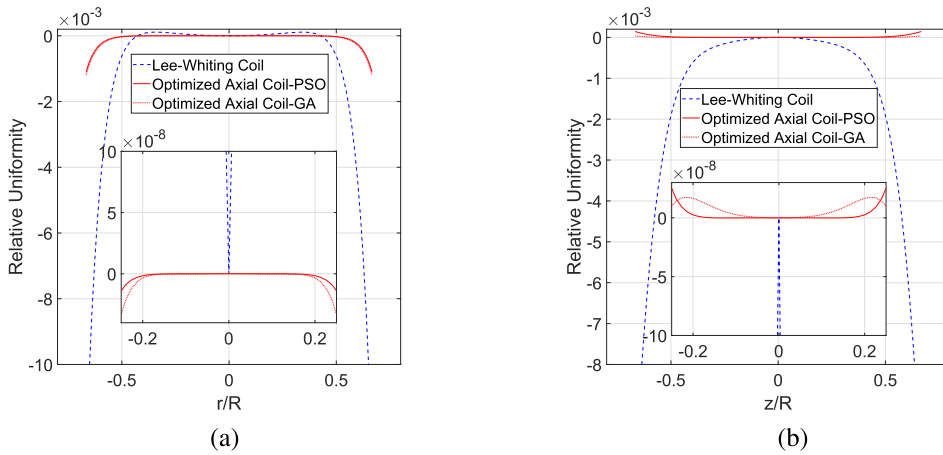 ×10⁻³
0
-2
-4
-6
-8
-10
Relative Uniformity
Lee-Whiting Coil
Optimized Axial Coil-PSO
Optimized Axial Coil-GA
10 ×10⁻⁸
5
0
-0.2 0 0.2
-0.5 0 0.5
r/R
(a)
×10⁻³
0
-1
-2
-3
-4
-5
-6
-7
-8
Relative Uniformity
Lee-Whiting Coil
Optimized Axial Coil-PSO
Optimized Axial Coil-GA
×10⁻⁸
0
-5
-10
-0.2 0 0.2
-0.5 0 0.5
z/R
(b)